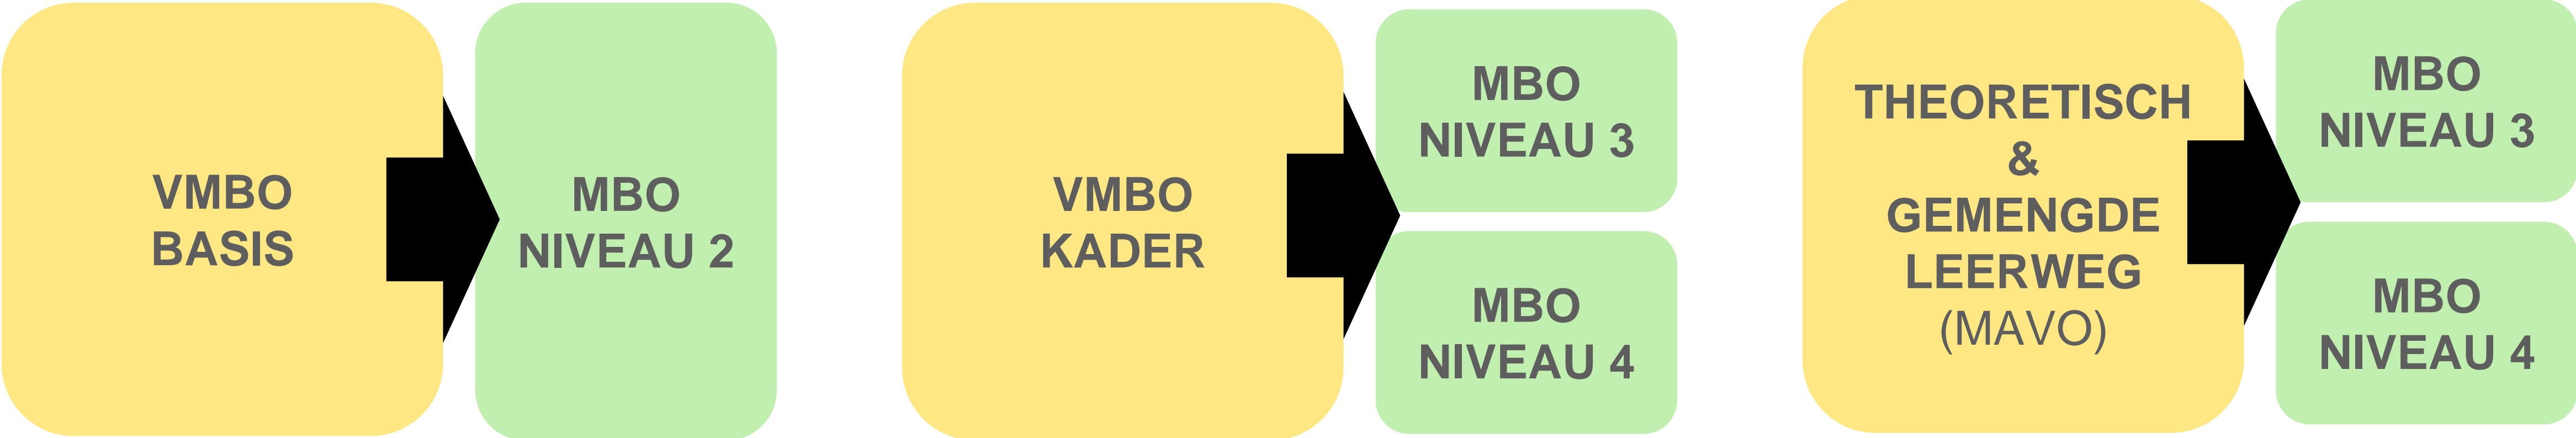 VMBO
BASIS
MBO
NIVEAU 2
VMBO
KADER
MBO
NIVEAU 3
MBO
NIVEAU 4
THEORETISCH
&
GEMENGDE
LEERWEG
(MAVO)
MBO
NIVEAU 3
MBO
NIVEAU 4